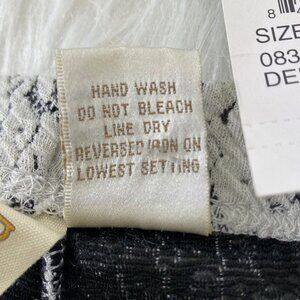 HAND WASH
DO NOT BLEACH
LINE DRY
REVERSED IRON ON
LOWEST SETTING
8
SIZE
083
DE